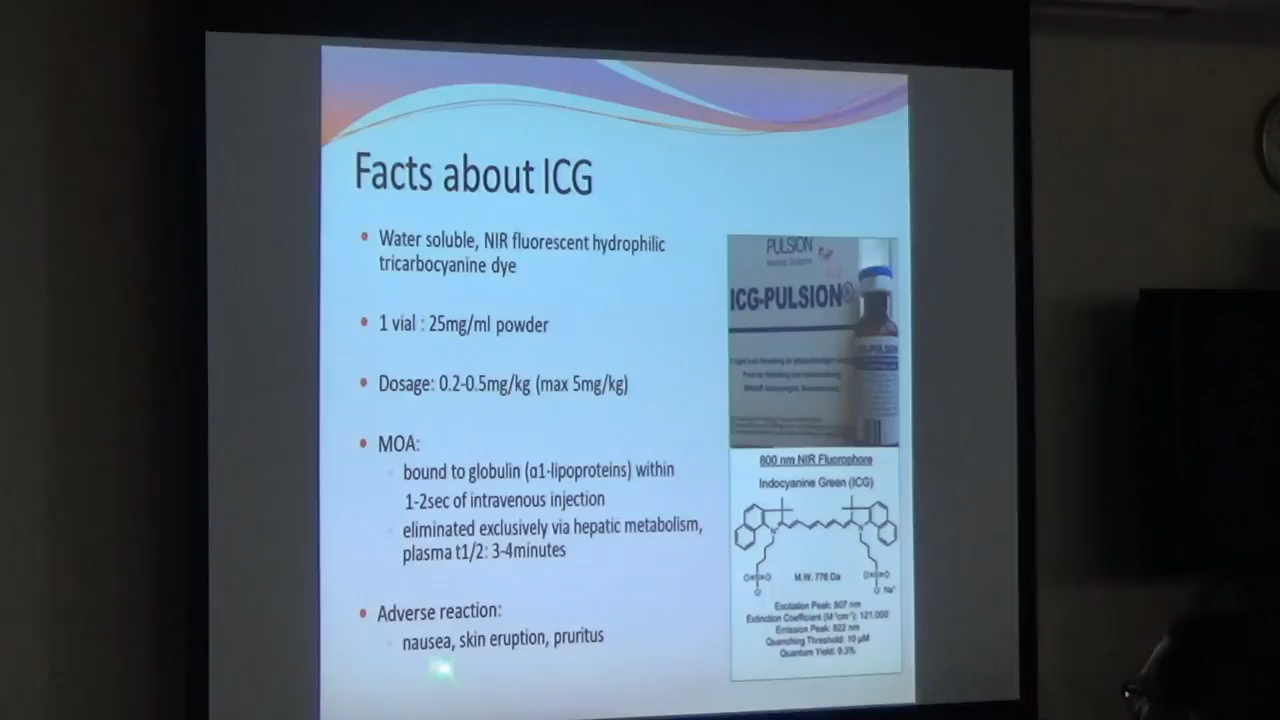 Facts about ICG
• Water soluble, NIR fluorescent hydrophilic
tricarbocyanine dye
• 1 vial : 25mg/ml powder
• Dosage: 0.2-0.5mg/kg (max 5mg/kg)
• MOA:
bound to globulin (α1-lipoproteins) within
1-2sec of intravenous injection
eliminated exclusively via hepatic metabolism,
plasma t1/2: 3-4minutes
• Adverse reaction:
nausea, skin eruption, pruritus
PULSION
ICG-PULSION®
800 nm NIR Fluorophore
Indocyanine Green (ICG)
M.W. 776 Da
Excitation Peak: 807 nm
Extinction Coefficient (M⁻¹cm⁻¹): 121,000
Emission Peak: 822 nm
Quenching Threshold: 10 µM
Quantum Yield: 9.3%